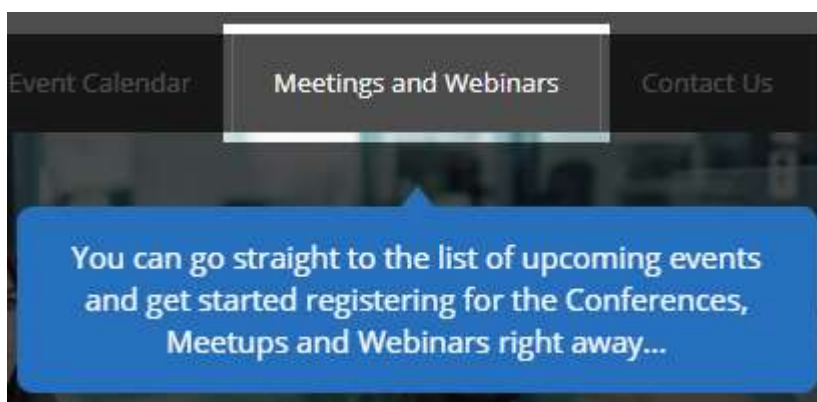 Event Calendar Meetings and Webinars Contact Us
You can go straight to the list of upcoming events
and get started registering for the Conferences,
Meetups and Webinars right away...